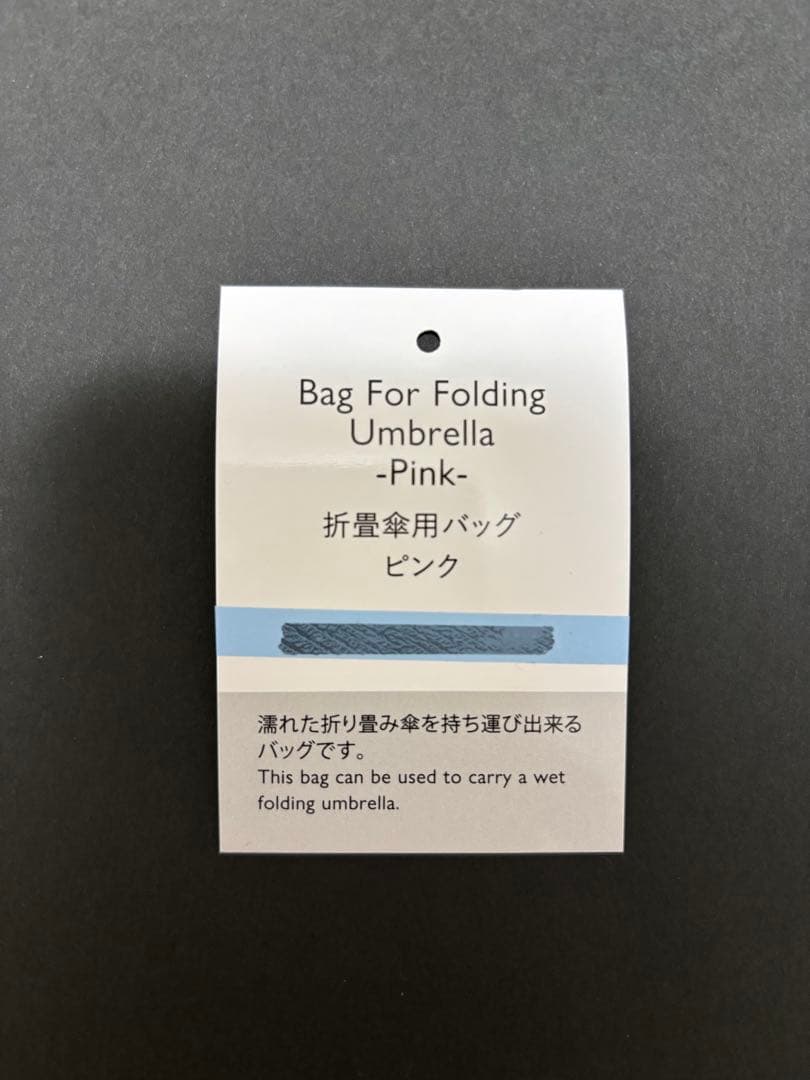 Bag For Folding
Umbrella
-Pink-
折畳傘用バッグ
ピンク
濡れた折り畳み傘を持ち運び出来る
バッグです。
This bag can be used to carry a wet
folding umbrella.